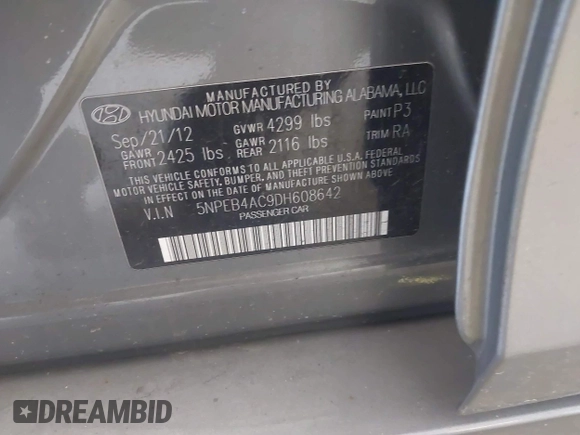 MANUFACTURED BY
HYUNDAI MOTOR MANUFACTURING ALABAMA, LLC
Sep/21/12 GVWR 4299 lbs PAINT P3
GAWR FRONT 2425 lbs GAWR REAR 2116 lbs TRIM RA
THIS VEHICLE CONFORMS TO ALL APPLICABLE U.S.A. FEDERAL
MOTOR VEHICLE SAFETY, BUMPER, AND THEFT PREVENTION STANDARDS
IN EFFECT ON THE DATE OF MANUFACTURE SHOWN ABOVE.
V.I.N 5NPEB4AC9DH608642
PASSENGER CAR
DREAMBID